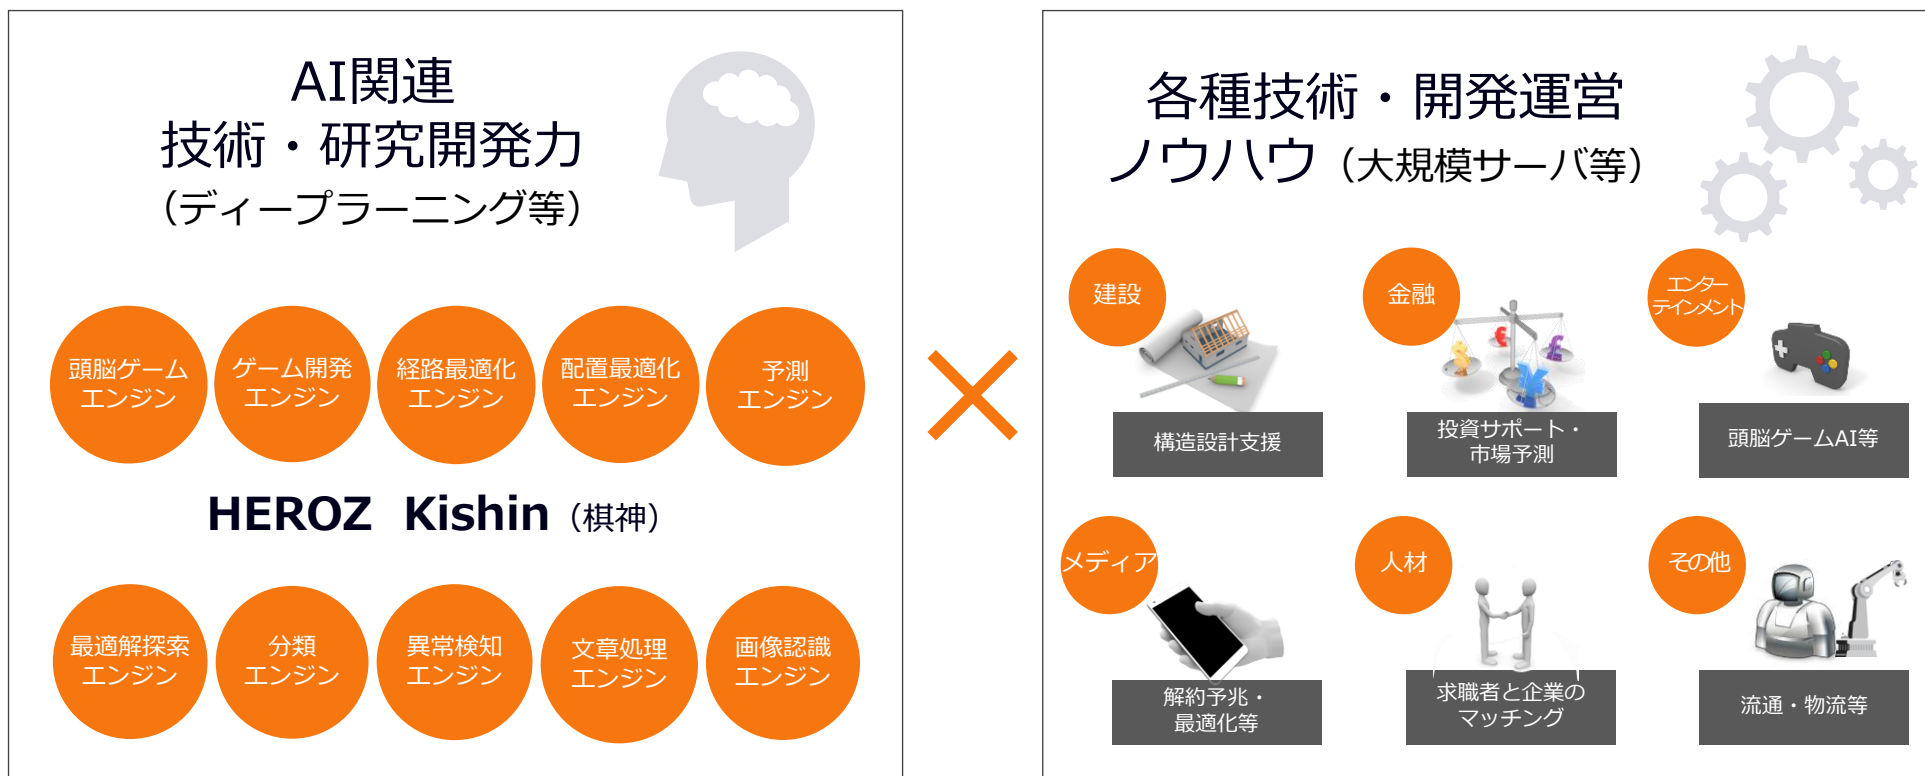 AI関連
技術・研究開発力
（ディープラーニング等）
頭脳ゲーム
エンジン
ゲーム開発
エンジン
経路最適化
エンジン
配置最適化
エンジン
予測
エンジン
HEROZ Kishin（棋神）
最適解探索
エンジン
分類
エンジン
異常検知
エンジン
文章処理
エンジン
画像認識
エンジン
各種技術・開発運営
ノウハウ（大規模サーバ等）
建設
構造設計支援
金融
投資サポート・
市場予測
エンター
テインメント
頭脳ゲームAI等
メディア
解約予兆・
最適化等
人材
求職者と企業の
マッチング
その他
流通・物流等